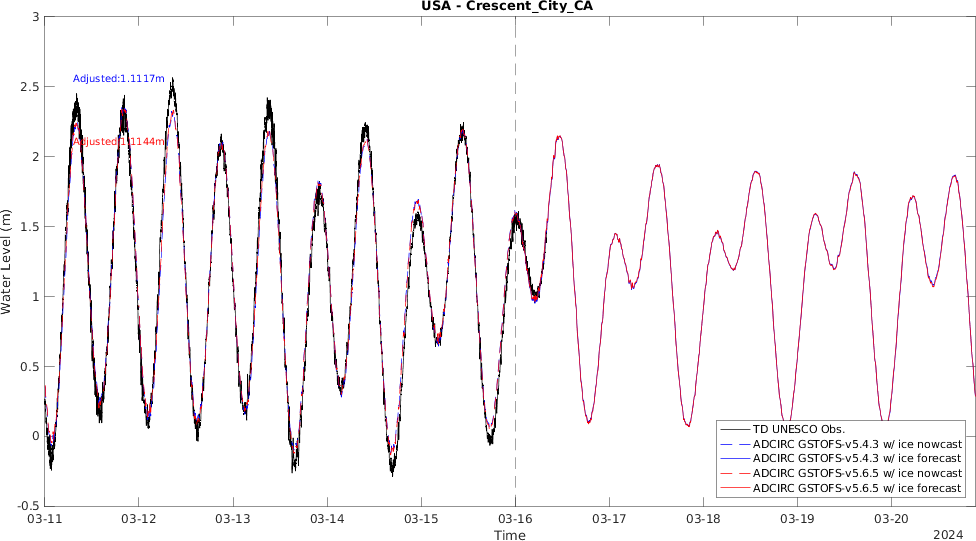 USA - Crescent_City_CA
3
2.5
2
1.5
1
0.5
0
-0.5
Water Level (m)
Adjusted:1.1117m
Adjusted:1.1144m
TD UNESCO Obs.
ADCIRC GSTOFS-v5.4.3 w/ ice nowcast
ADCIRC GSTOFS-v5.4.3 w/ ice forecast
ADCIRC GSTOFS-v5.6.5 w/ ice nowcast
ADCIRC GSTOFS-v5.6.5 w/ ice forecast
03-11 03-12 03-13 03-14 03-15 03-16 03-17 03-18 03-19 03-20
Time
2024